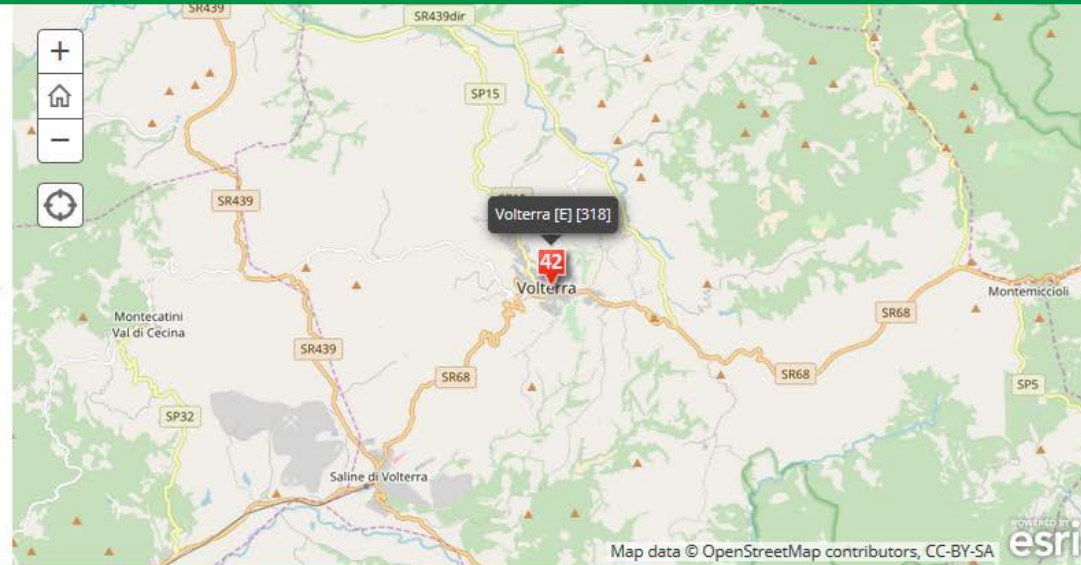 SR439
SR439dir
+
SP15
−
SR439
Volterra [E] [318]
42
Volterra
Montemiccioli
SR68
Montecatini
Val di Cecina
SR439
SR68
SR68
SP5
SP32
Saline di Volterra
POWERED BY
esri
Map data © OpenStreetMap contributors, CC-BY-SA